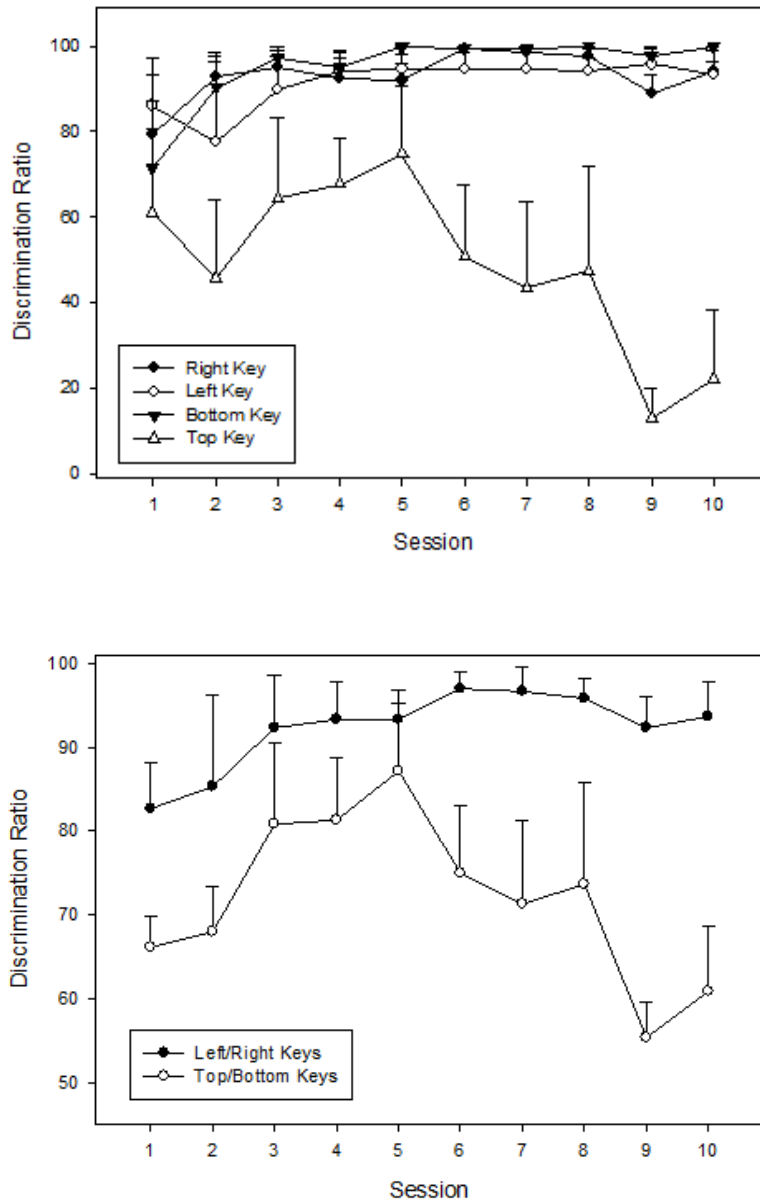 100
80
60
40
20
0
Discrimination Ratio
Right Key
Left Key
Bottom Key
Top Key
1 2 3 4 5 6 7 8 9 10
Session
100
90
80
70
60
50
Discrimination Ratio
Left/Right Keys
Top/Bottom Keys
1 2 3 4 5 6 7 8 9 10
Session